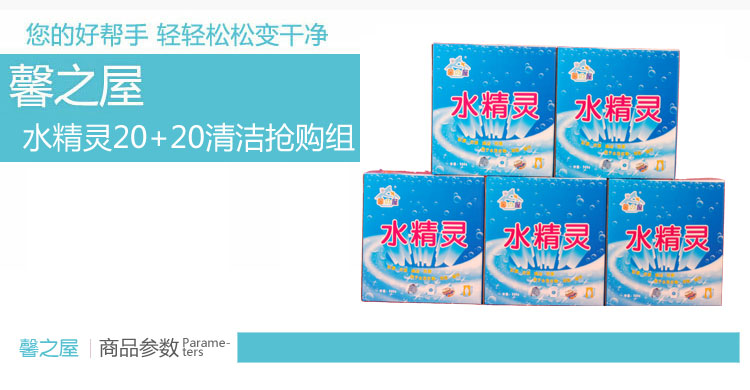 您的好帮手 轻轻松松变干净
馨之屋
水精灵20+20清洁抢购组
水精灵
水精灵
水精灵
水精灵
水精灵
馨之屋
商品参数
Parame-
ters